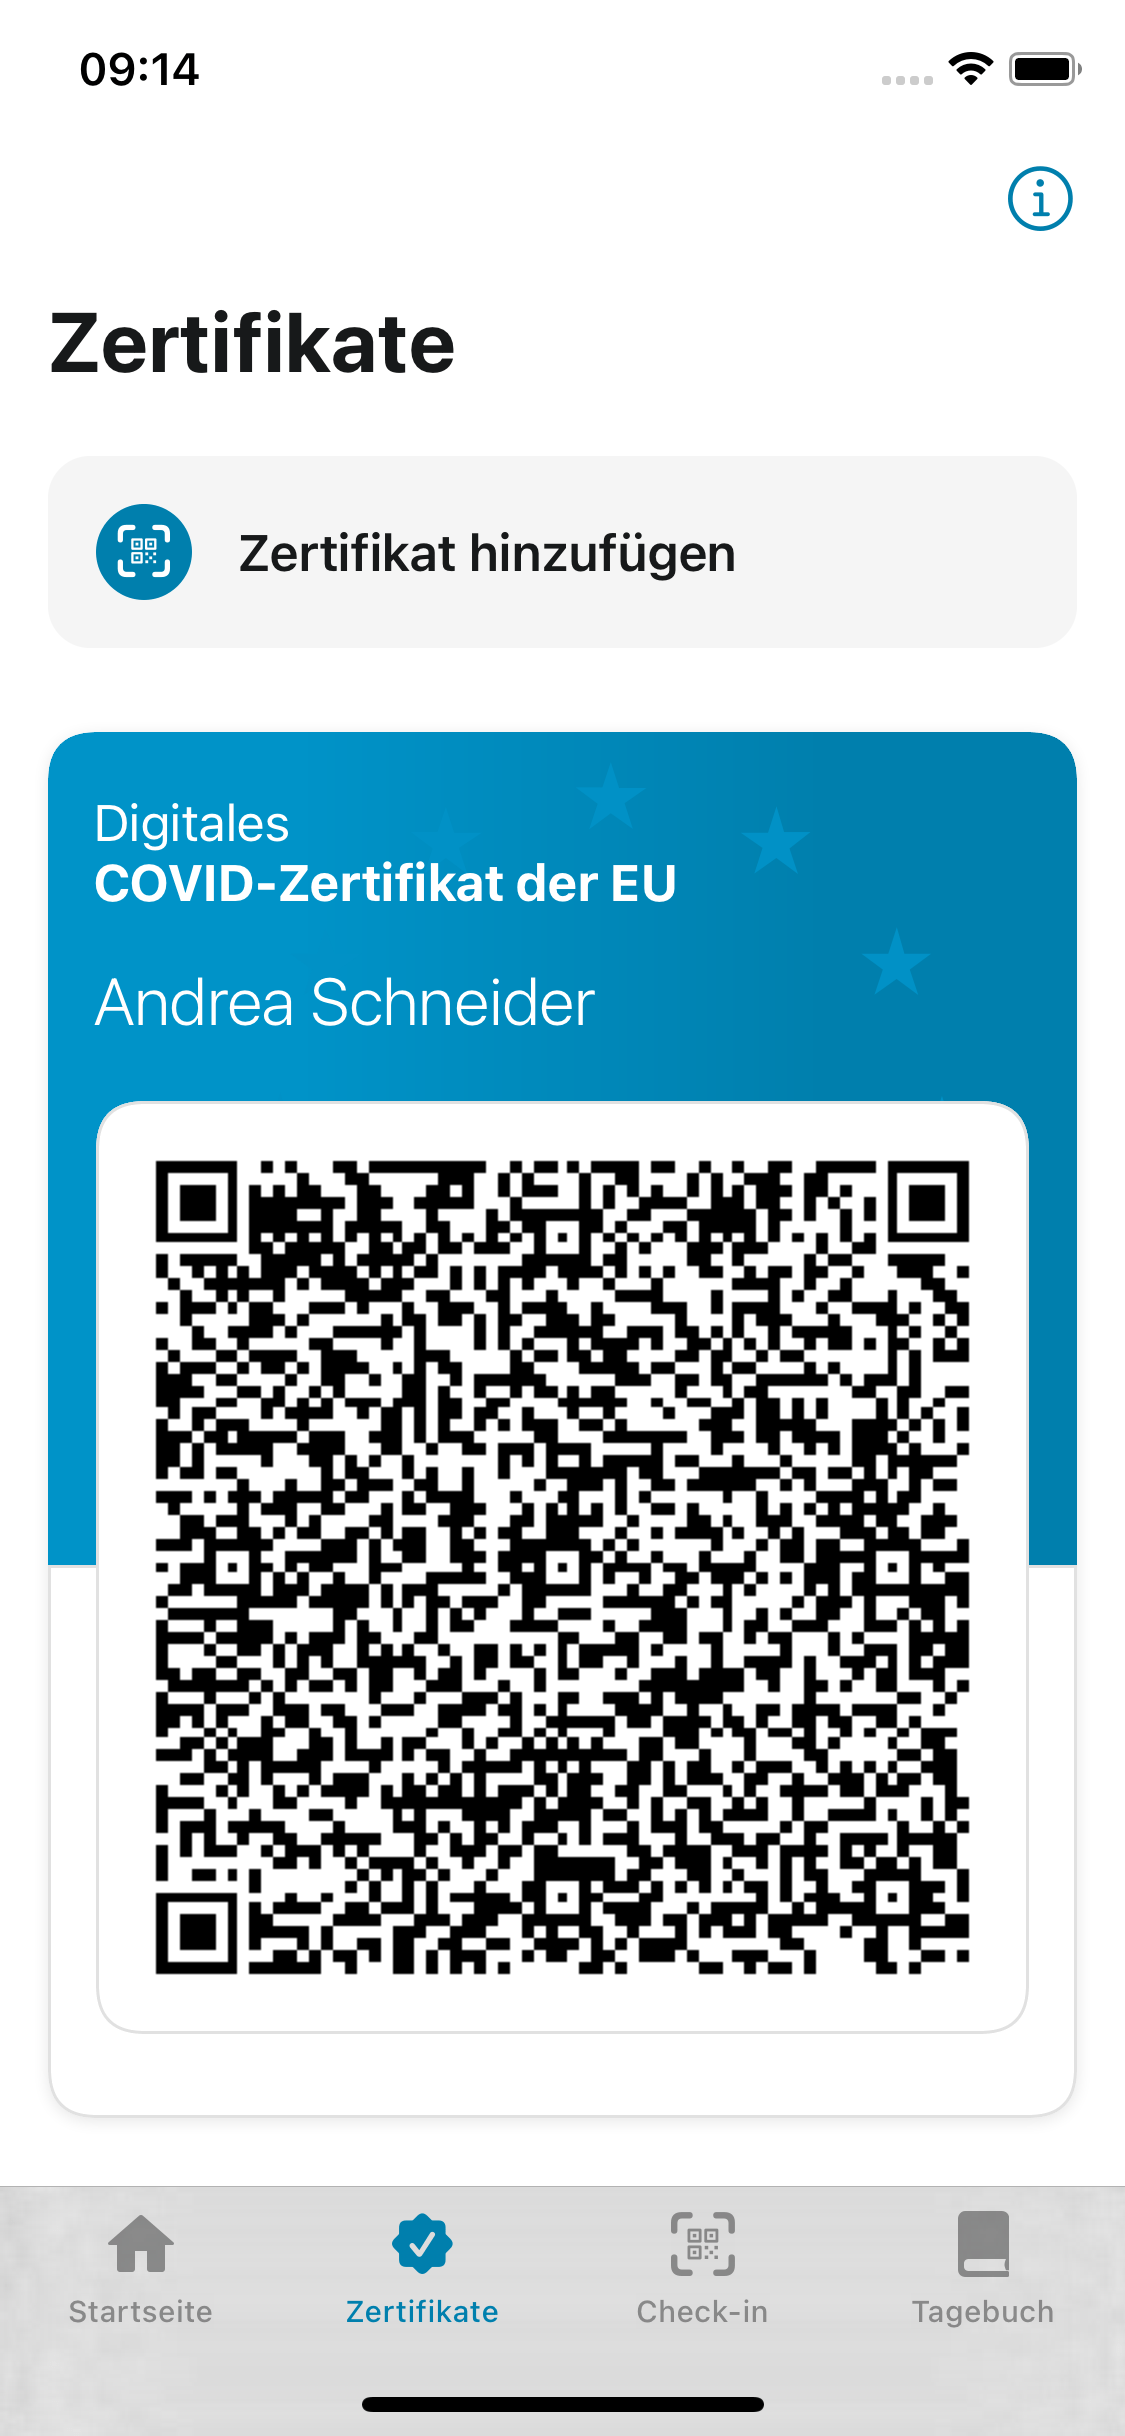 09:14
Zertifikate
Zertifikat hinzufügen
Digitales
COVID-Zertifikat der EU
Andrea Schneider
Startseite
Zertifikate
Check-in
Tagebuch